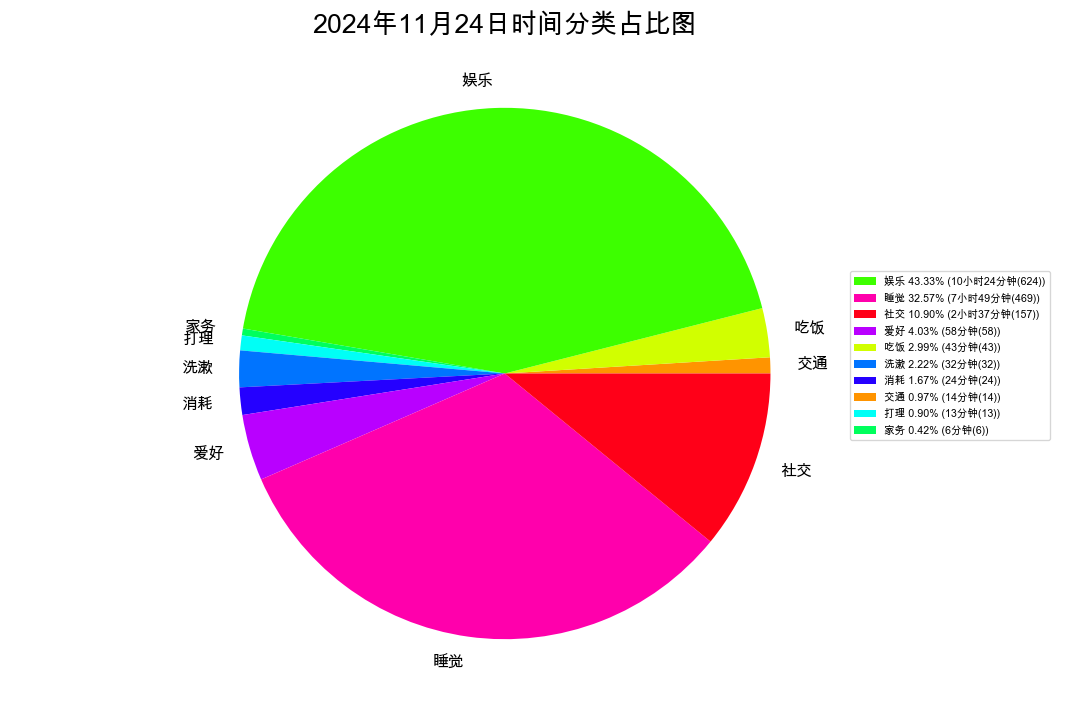 2024年11月24日时间分类占比图
娱乐
家务
打理
洗漱
消耗
爱好
睡觉
吃饭
交通
社交
娱乐 43.33% (10小时24分钟(624))
睡觉 32.57% (7小时49分钟(469))
社交 10.90% (2小时37分钟(157))
爱好 4.03% (58分钟(58))
吃饭 2.99% (43分钟(43))
洗漱 2.22% (32分钟(32))
消耗 1.67% (24分钟(24))
交通 0.97% (14分钟(14))
打理 0.90% (13分钟(13))
家务 0.42% (6分钟(6))